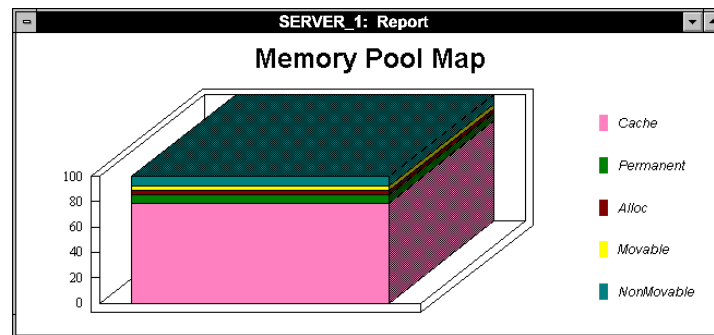 SERVER_1: Report
Memory Pool Map
100
80
60
40
20
0
Cache
Permanent
Alloc
Movable
NonMovable